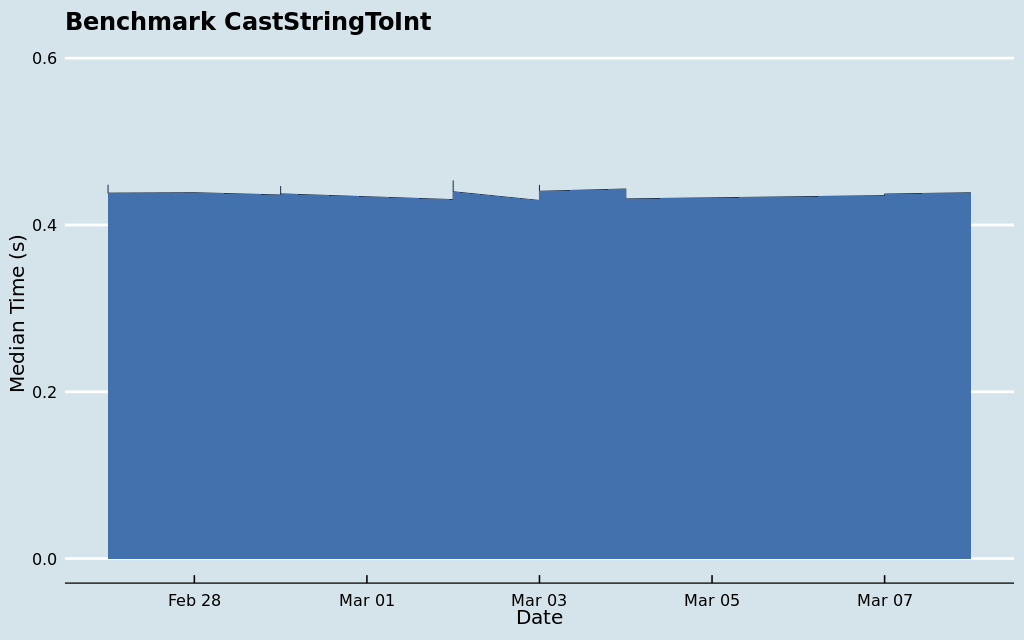 Benchmark CastStringToInt
0.6
0.4
0.2
0.0
Median Time (s)
Feb 28 Mar 01 Mar 03 Mar 05 Mar 07
Date